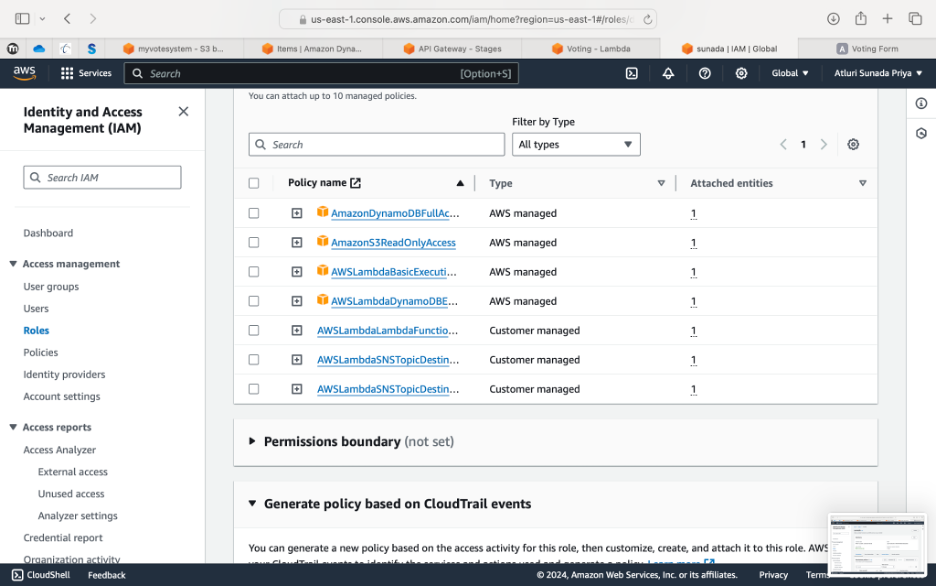 us-east-1.console.aws.amazon.com/iam/home?region=us-east-1#/roles/
m
S
myvotesystem - S3 b...
Items | Amazon Dyna...
API Gateway - Stages
Voting - Lambda
sunada | IAM | Global
A Voting Form
aws
Services
Search
[Option+S]
Global
Atluri Sunada Priya
Identity and Access
Management (IAM)
Search IAM
Dashboard
Access management
User groups
Users
Roles
Policies
Identity providers
Account settings
Access reports
Access Analyzer
External access
Unused access
Analyzer settings
Credential report
Organization activity
You can attach up to 10 managed policies.
Filter by Type
Search
All types
1
Policy name
Type
Attached entities
AmazonDynamoDBFullAc... AWS managed 1
AmazonS3ReadOnlyAccess AWS managed 1
AWSLambdaBasicExecuti... AWS managed 1
AWSLambdaDynamoDBE... AWS managed 1
AWSLambdaLambdaFunctio... Customer managed 1
AWSLambdaSNSTopicDestin... Customer managed 1
AWSLambdaSNSTopicDestin... Customer managed 1
Permissions boundary (not set)
Generate policy based on CloudTrail events
You can generate a new policy based on the access activity for this role, then customize, create, and attach it to this role. AWS
CloudShell
Feedback
© 2024, Amazon Web Services, Inc. or its affiliates.
Privacy
Terms